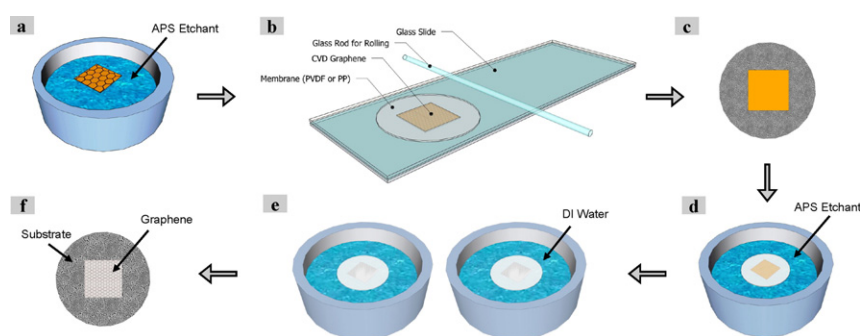 a
APS Etchant
b
Glass Slide
Glass Rod for Rolling
CVD Graphene
Membrane (PVDF or PP)
c
f
Graphene
Substrate
e
DI Water
d
APS Etchant